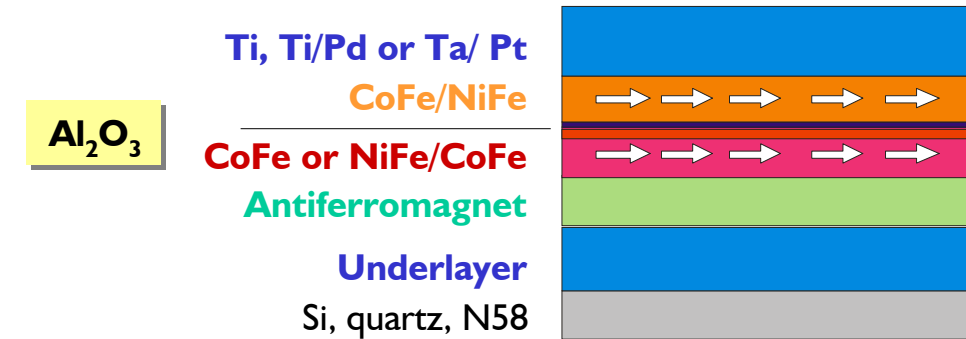 Ti, Ti/Pd or Ta/ Pt
CoFe/NiFe
Al₂O₃
CoFe or NiFe/CoFe
Antiferromagnet
Underlayer
Si, quartz, N58